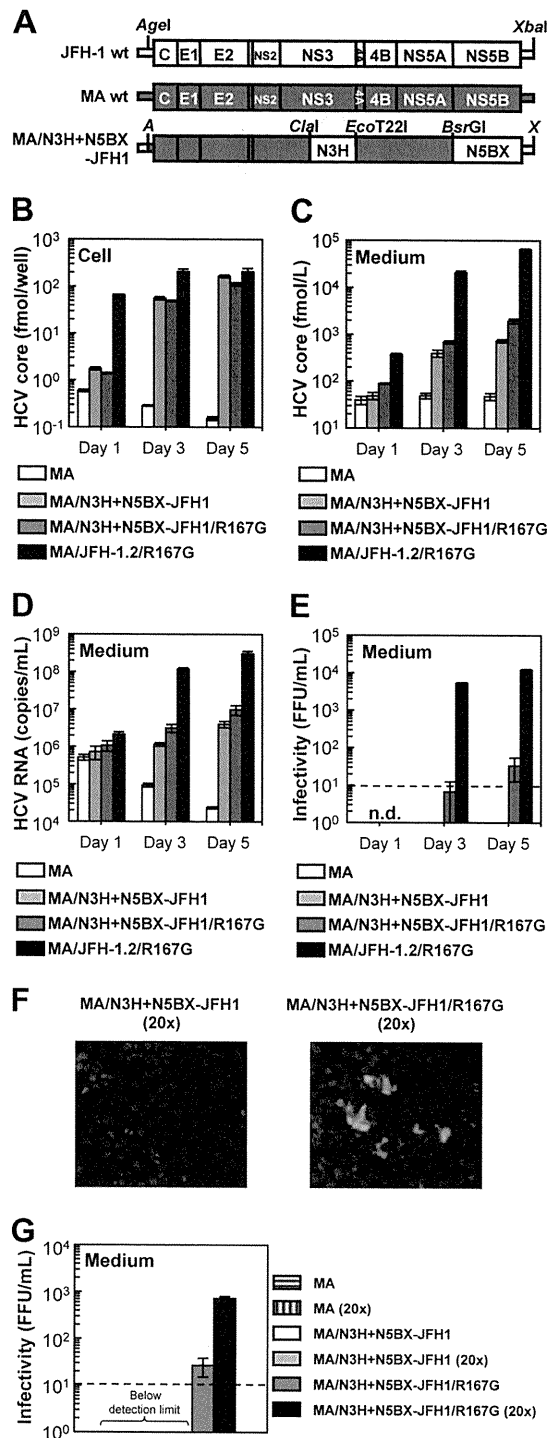 A
AgeI XbaI
JFH-1 wt C E1 E2 NS2 NS3 4A 4B NS5A NS5B
MA wt C E1 E2 NS2 NS3 4A 4B NS5A NS5B
A ClaI EcoT22I BsrGI X
MA/N3H+N5BX
-JFH1 N3H N5BX
B
Cell
HCV core (fmol/well)
10³
10²
10¹
10⁰
10⁻¹
Day 1 Day 3 Day 5
MA
MA/N3H+N5BX-JFH1
MA/N3H+N5BX-JFH1/R167G
MA/JFH-1.2/R167G
C
Medium
HCV core (fmol/L)
10⁵
10⁴
10³
10²
10¹
Day 1 Day 3 Day 5
MA
MA/N3H+N5BX-JFH1
MA/N3H+N5BX-JFH1/R167G
MA/JFH-1.2/R167G
D
Medium
HCV RNA (copies/mL)
10⁹
10⁸
10⁷
10⁶
10⁵
10⁴
Day 1 Day 3 Day 5
MA
MA/N3H+N5BX-JFH1
MA/N3H+N5BX-JFH1/R167G
MA/JFH-1.2/R167G
E
Medium
Infectivity (FFU/mL)
10⁵
10⁴
10³
10²
10¹
10⁰
n.d.
Day 1 Day 3 Day 5
MA
MA/N3H+N5BX-JFH1
MA/N3H+N5BX-JFH1/R167G
MA/JFH-1.2/R167G
F
MA/N3H+N5BX-JFH1
(20x)
MA/N3H+N5BX-JFH1/R167G
(20x)
G
Medium
Infectivity (FFU/mL)
10⁴
10³
10²
10¹
10⁰
Below
detection limit
MA
MA (20x)
MA/N3H+N5BX-JFH1
MA/N3H+N5BX-JFH1 (20x)
MA/N3H+N5BX-JFH1/R167G
MA/N3H+N5BX-JFH1/R167G (20x)